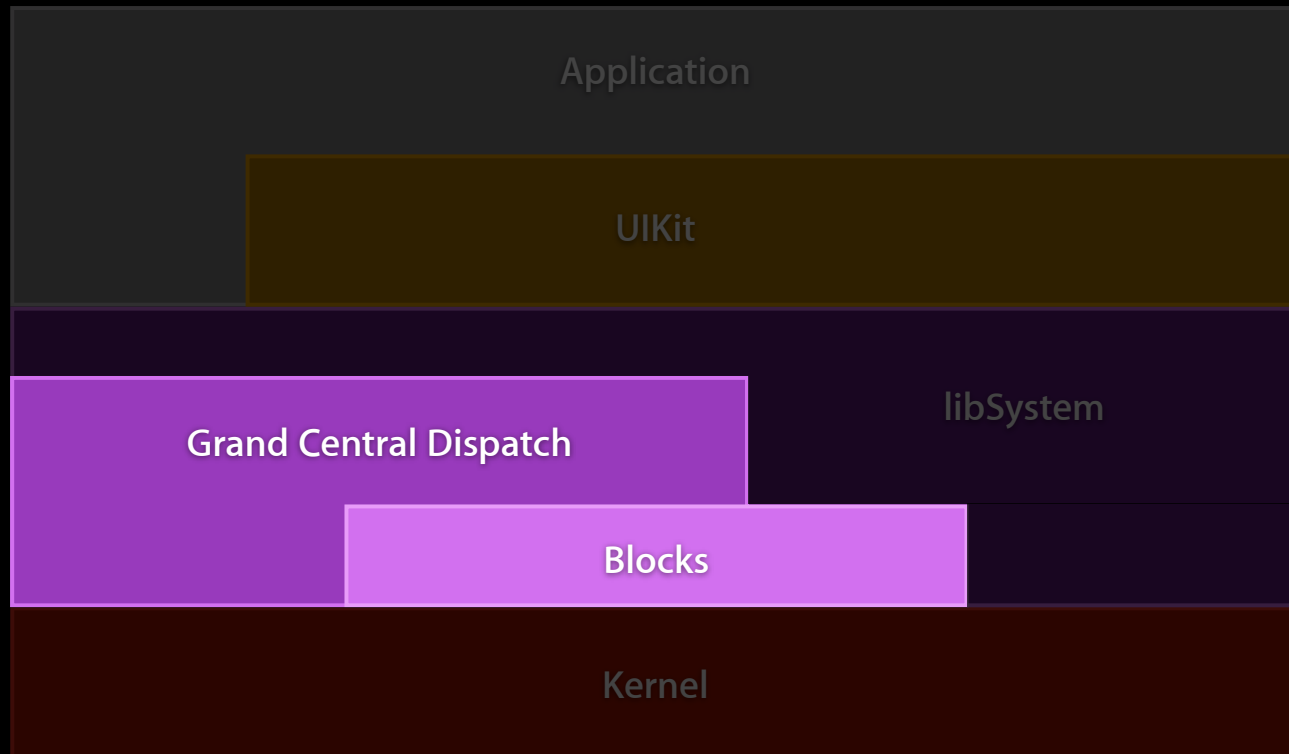 Application
UIKit
libSystem
Grand Central Dispatch
Blocks
Kernel